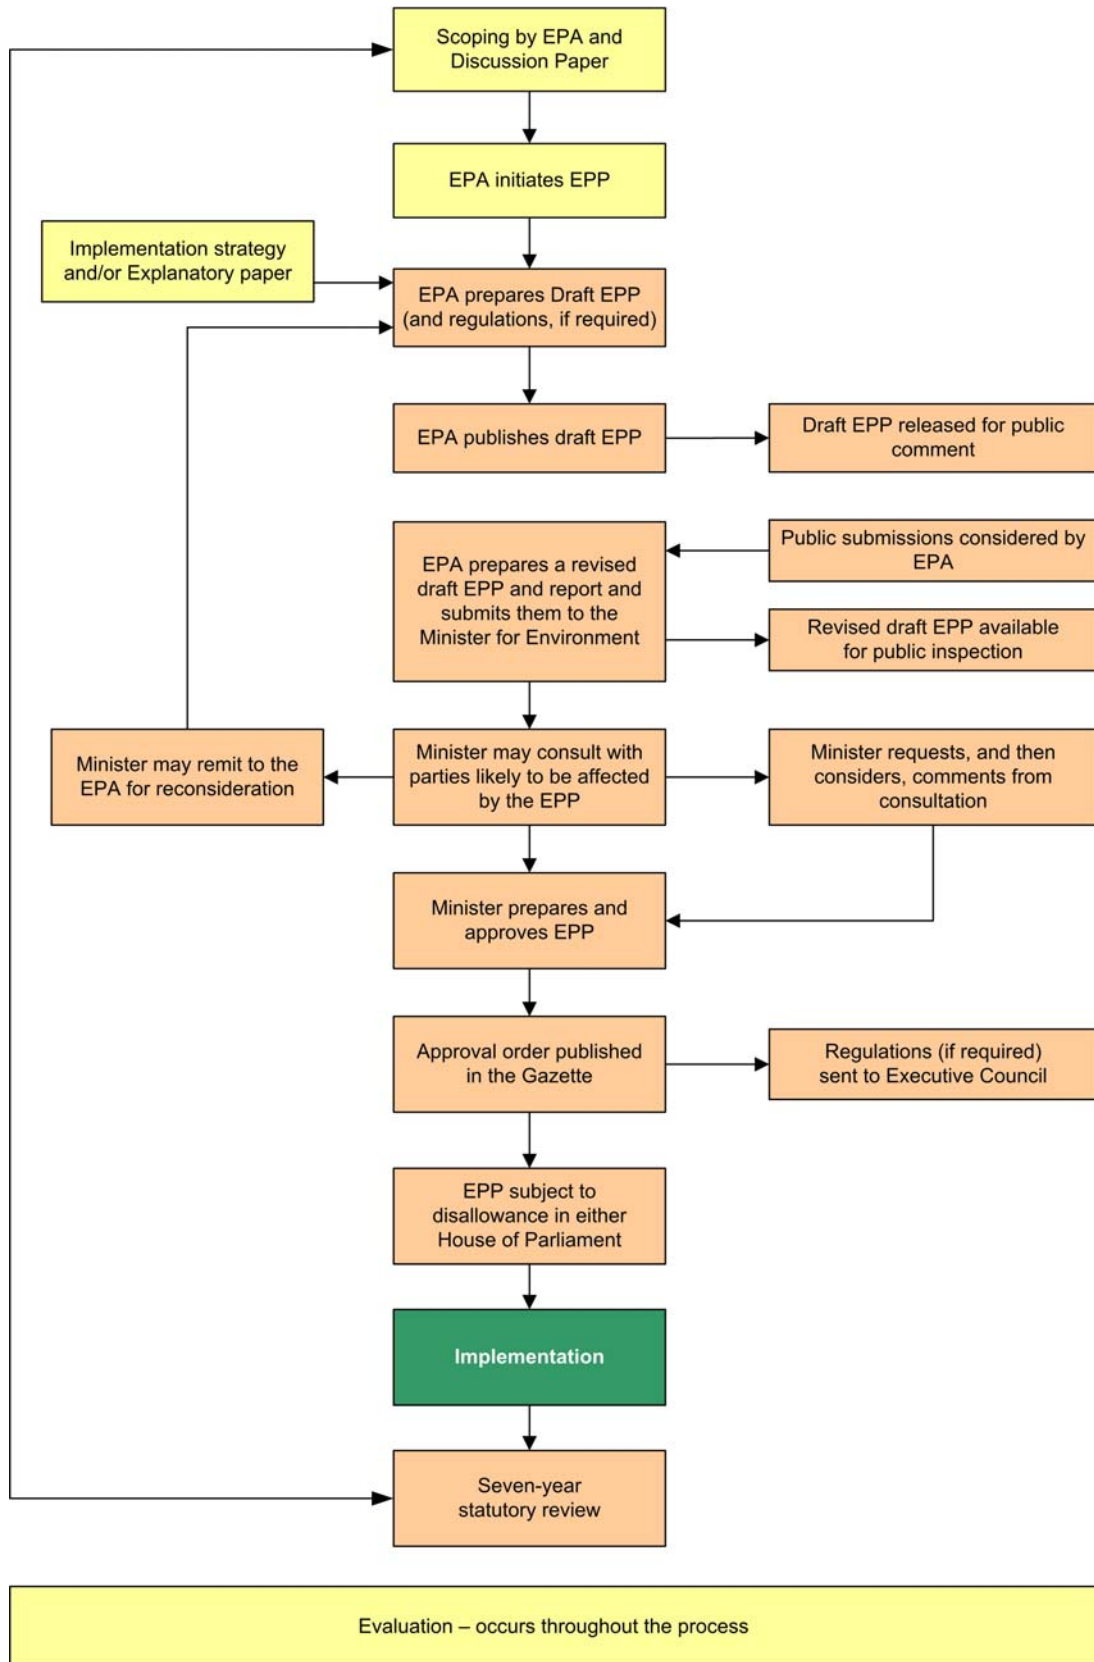 Scoping by EPA and
Discussion Paper
EPA initiates EPP
Implementation strategy
and/or Explanatory paper
EPA prepares Draft EPP
(and regulations, if required)
EPA publishes draft EPP
Draft EPP released for public
comment
Public submissions considered by
EPA
EPA prepares a revised
draft EPP and report and
submits them to the
Minister for Environment
Revised draft EPP available
for public inspection
Minister may remit to the
EPA for reconsideration
Minister may consult with
parties likely to be affected
by the EPP
Minister requests, and then
considers, comments from
consultation
Minister prepares and
approves EPP
Approval order published
in the Gazette
Regulations (if required)
sent to Executive Council
EPP subject to
disallowance in either
House of Parliament
Implementation
Seven-year
statutory review
Evaluation – occurs throughout the process